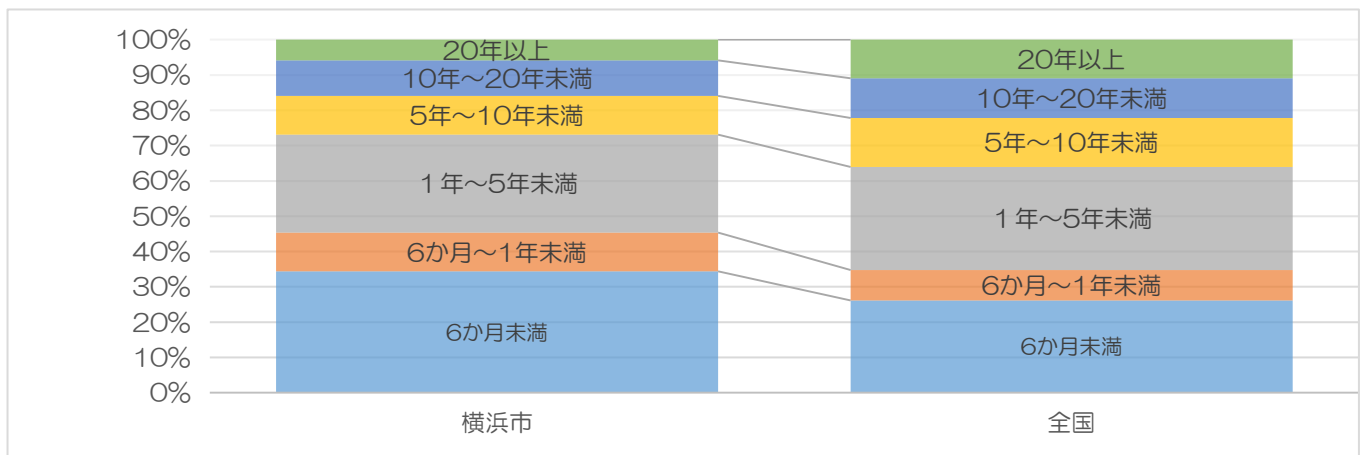 100%
90%
80%
70%
60%
50%
40%
30%
20%
10%
0%
20年以上
10年～20年未満
5年～10年未満
1年～5年未満
6か月～1年未満
6か月未満
20年以上
10年～20年未満
5年～10年未満
1年～5年未満
6か月～1年未満
6か月未満
横浜市
全国